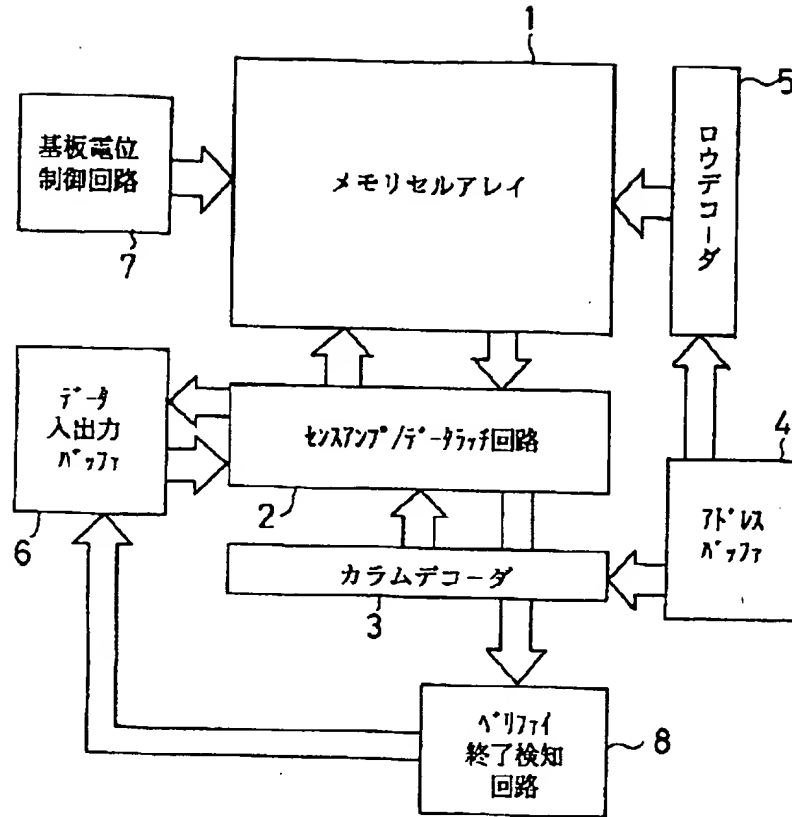 1
メモリセルアレイ
5
ロウデコーダ
基板電位
制御回路
7
データ
入出力
バッファ
6
センスアンプ/データラッチ回路
2
4
アドレス
バッファ
カラムデコーダ
3
ベリファイ
終了検知
回路
8